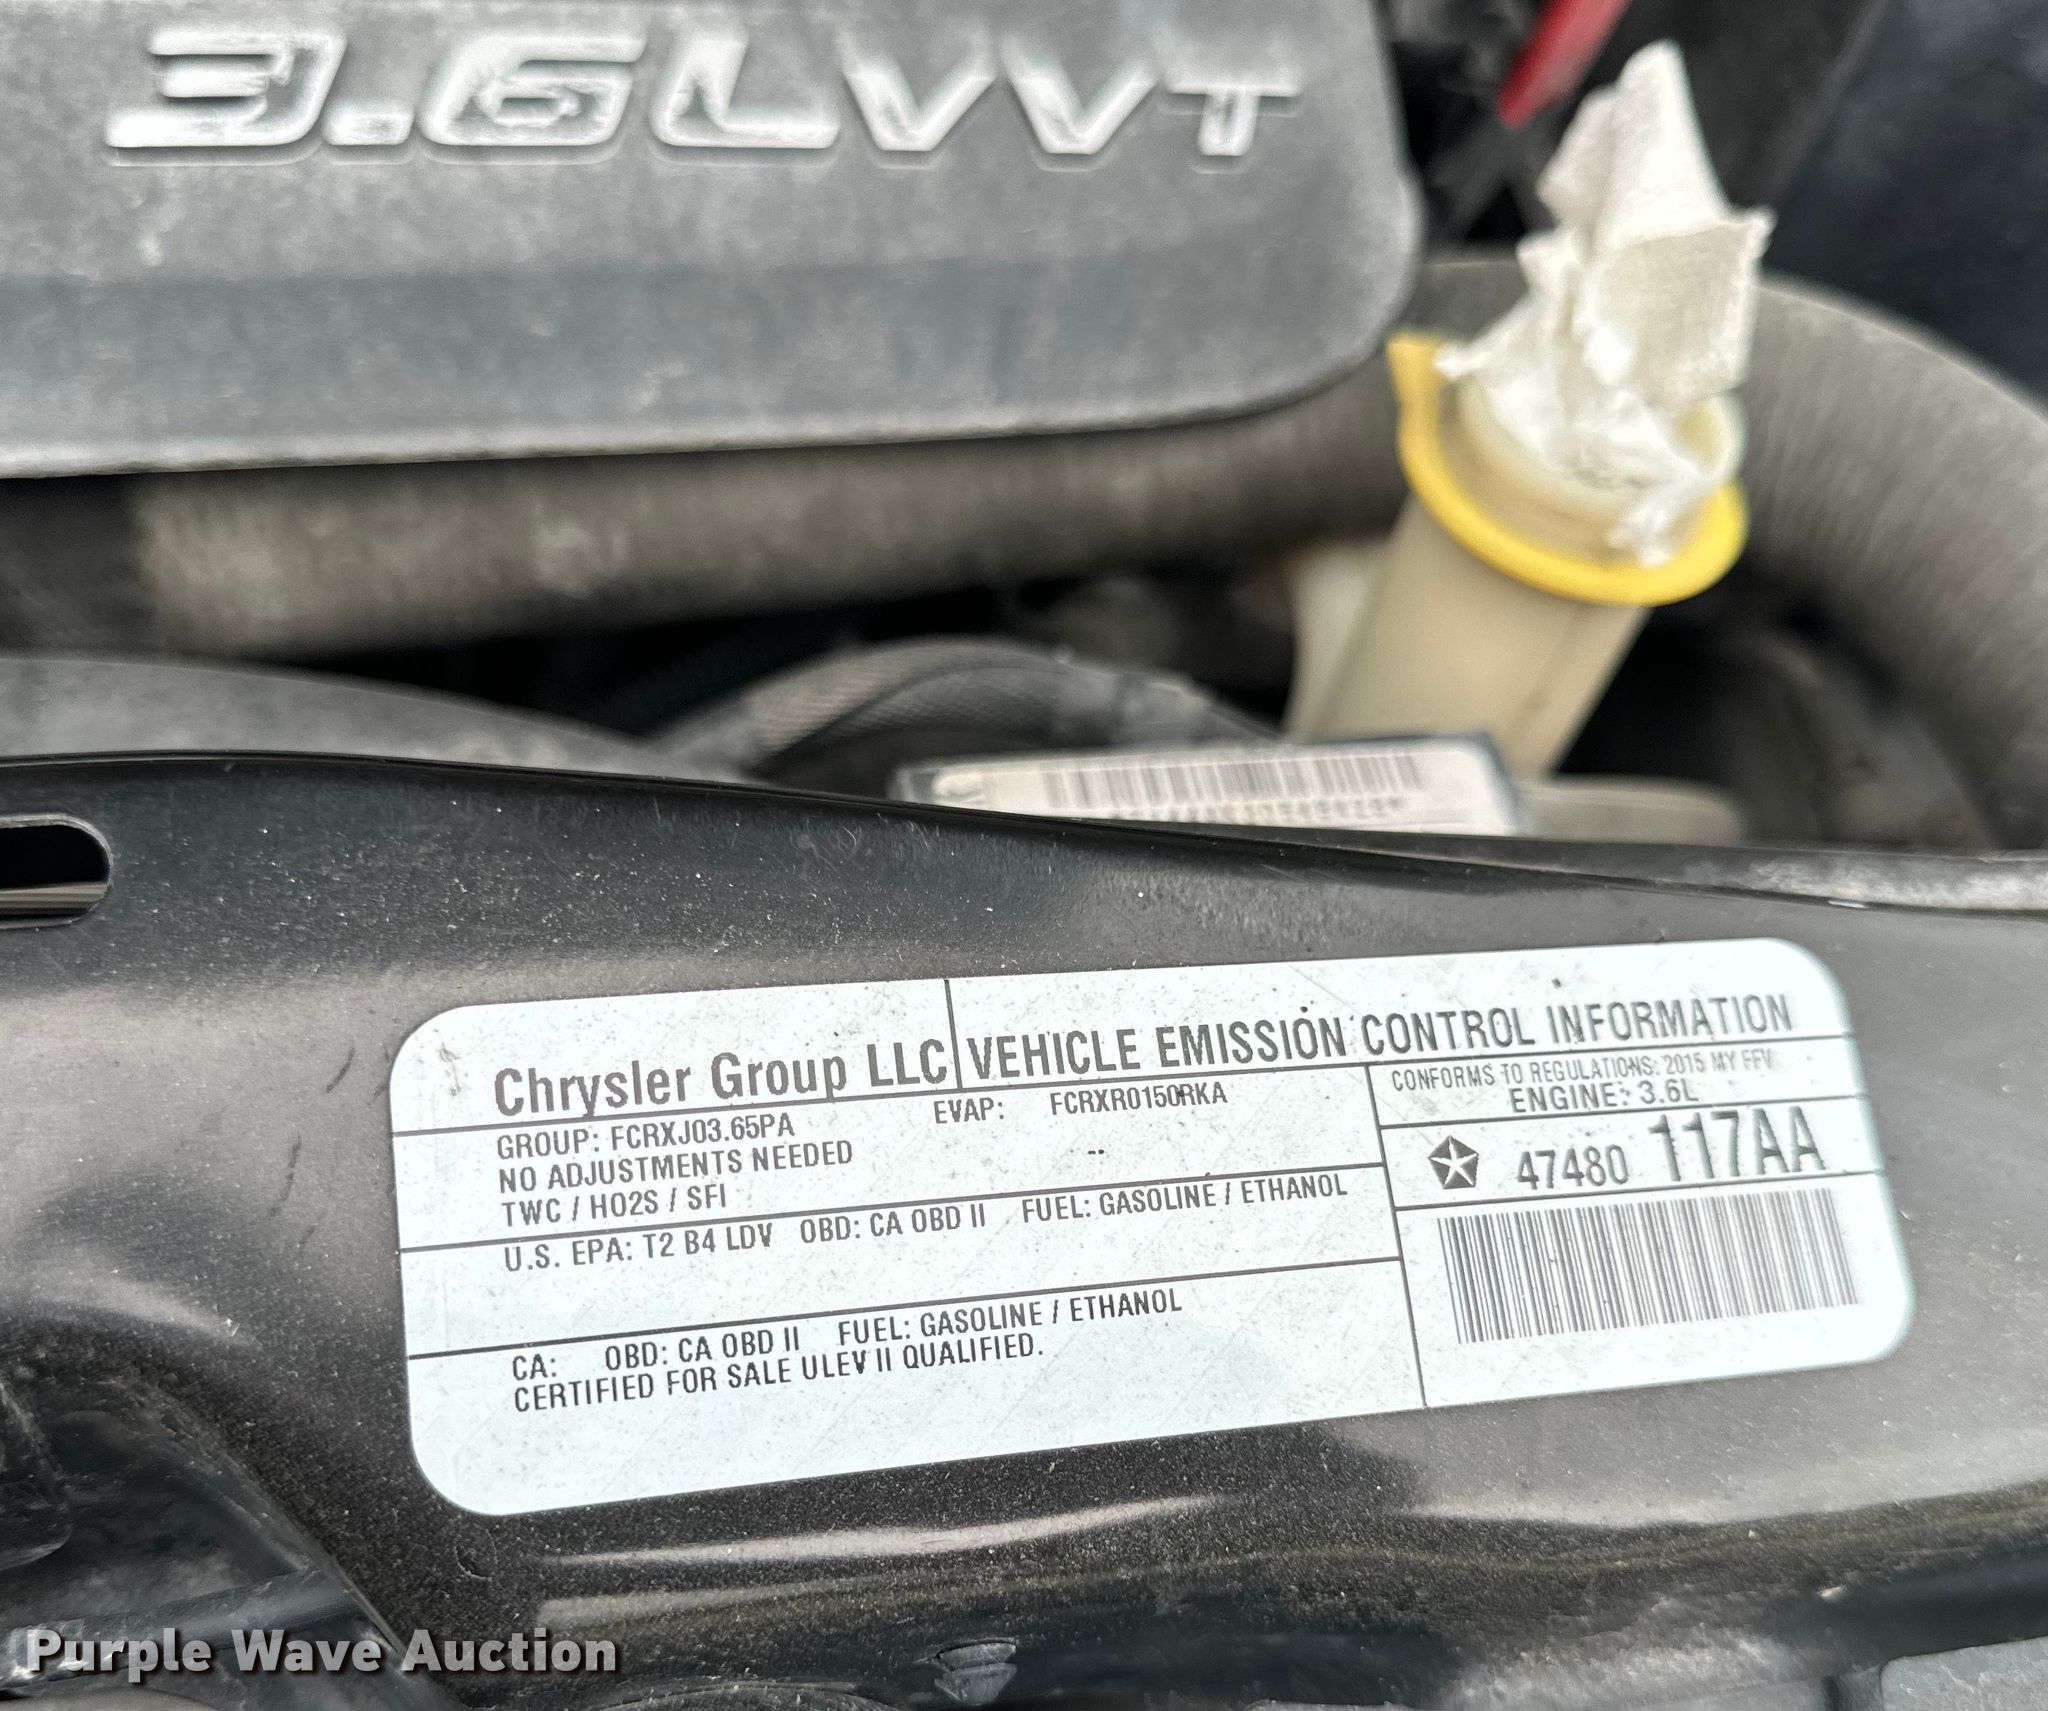 3.6L VVT
Chrysler Group LLC VEHICLE EMISSION CONTROL INFORMATION
GROUP: FCRXJ03.65PA EVAP: FCRXR0150RKA
NO ADJUSTMENTS NEEDED --
TWC / HO2S / SFI
CONFORMS TO REGULATIONS: 2015 MY FFV
ENGINE: 3.6L
47480 117AA
U.S. EPA: T2 B4 LDV OBD: CA OBD II FUEL: GASOLINE / ETHANOL
CA: OBD: CA OBD II FUEL: GASOLINE / ETHANOL
CERTIFIED FOR SALE ULEV II QUALIFIED.
Purple Wave Auction